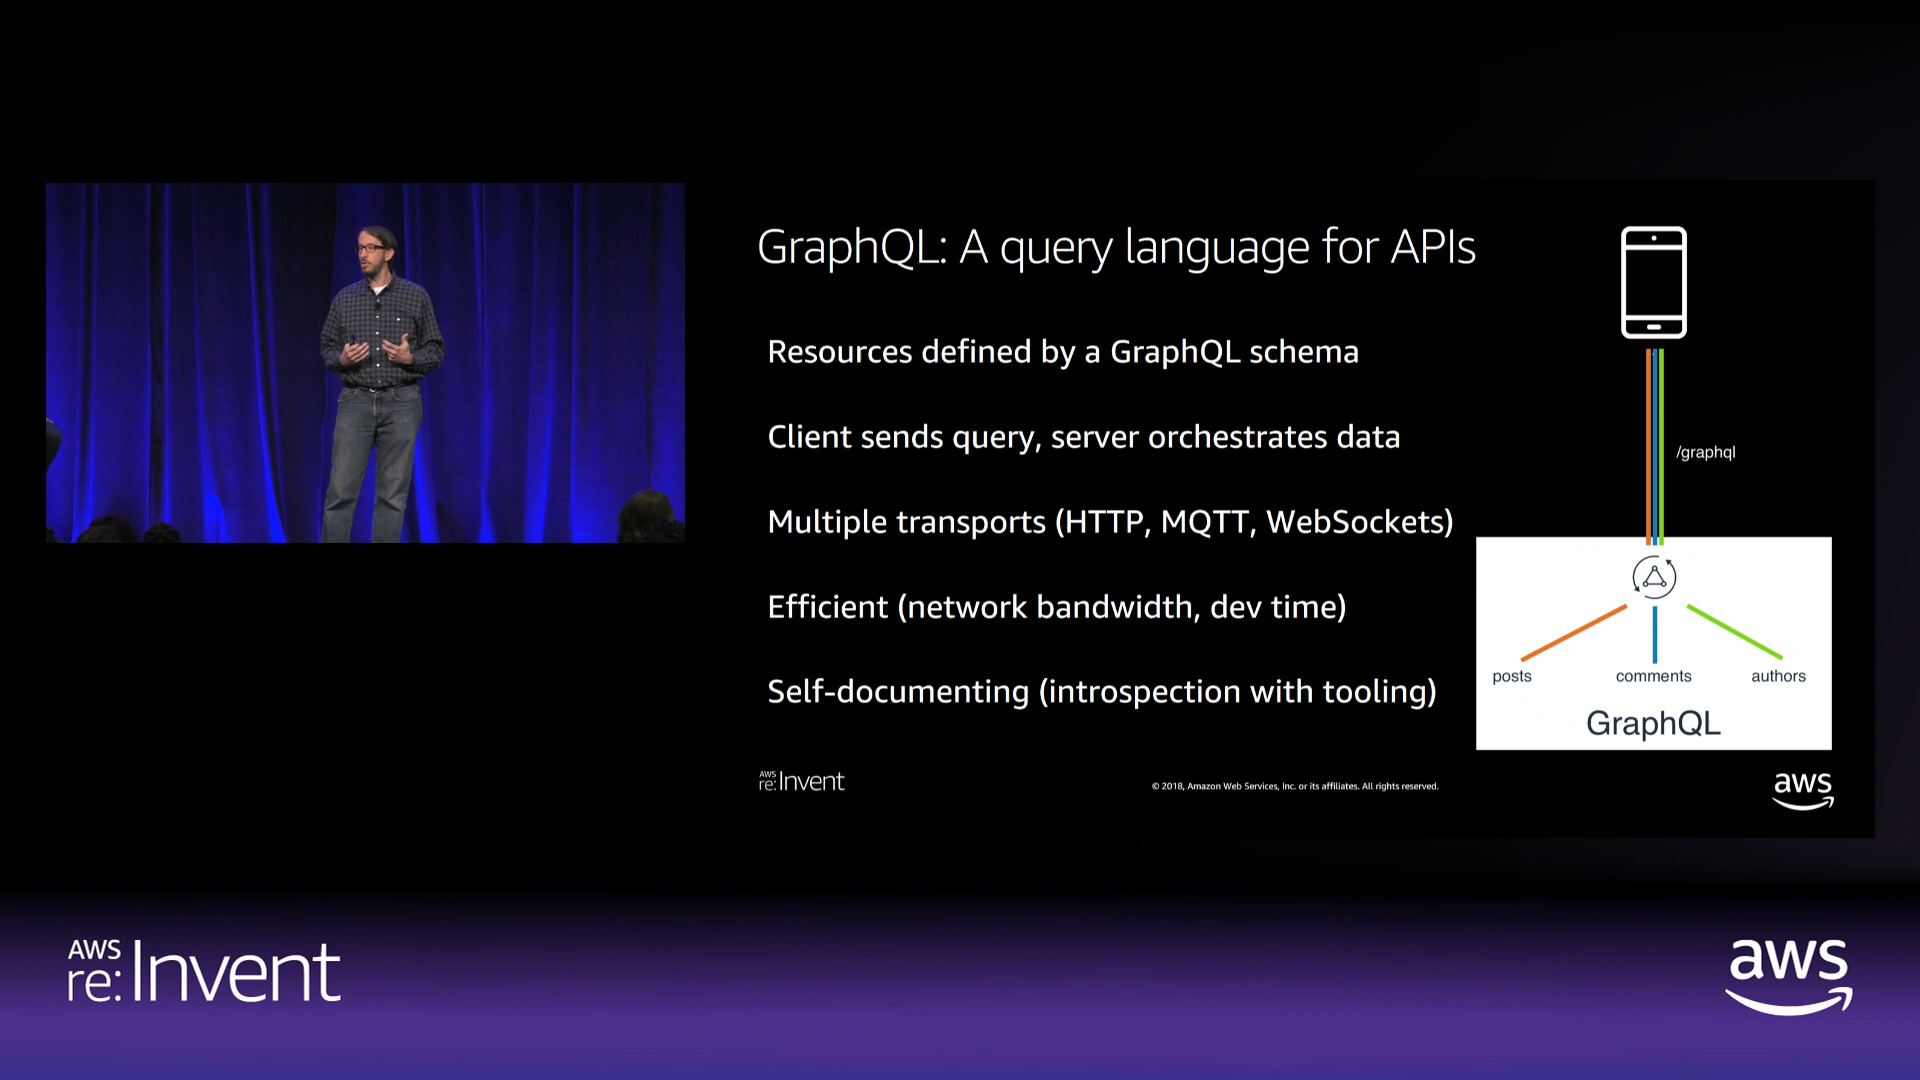 GraphQL: A query language for APIs
Resources defined by a GraphQL schema
Client sends query, server orchestrates data
Multiple transports (HTTP, MQTT, WebSockets)
Efficient (network bandwidth, dev time)
Self-documenting (introspection with tooling)
/graphql
posts comments authors
GraphQL
AWS
re:Invent
© 2018, Amazon Web Services, Inc. or its affiliates. All rights reserved.
aws
AWS
re:Invent
aws